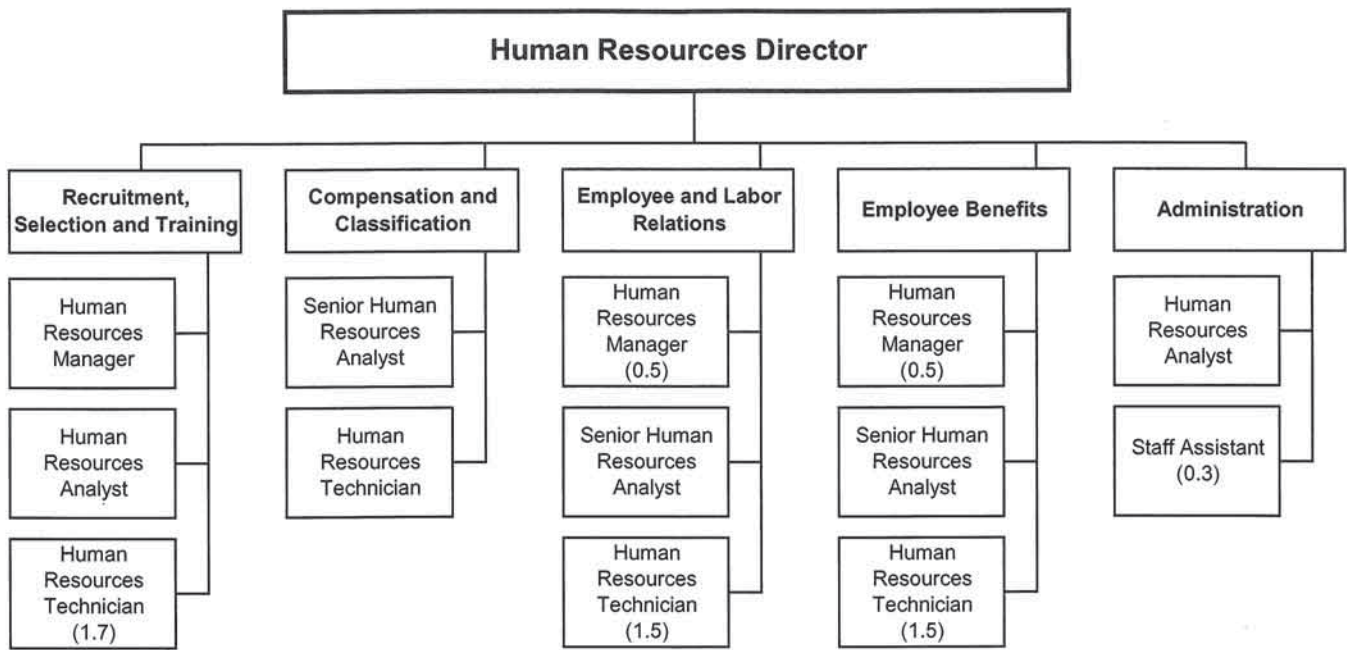 Human Resources Director
Recruitment,
Selection and Training
Human
Resources
Manager
Human
Resources
Analyst
Human
Resources
Technician
(1.7)
Compensation and
Classification
Senior Human
Resources
Analyst
Human
Resources
Technician
Employee and Labor
Relations
Human
Resources
Manager
(0.5)
Senior Human
Resources
Analyst
Human
Resources
Technician
(1.5)
Employee Benefits
Human
Resources
Manager
(0.5)
Senior Human
Resources
Analyst
Human
Resources
Technician
(1.5)
Administration
Human
Resources
Analyst
Staff Assistant
(0.3)